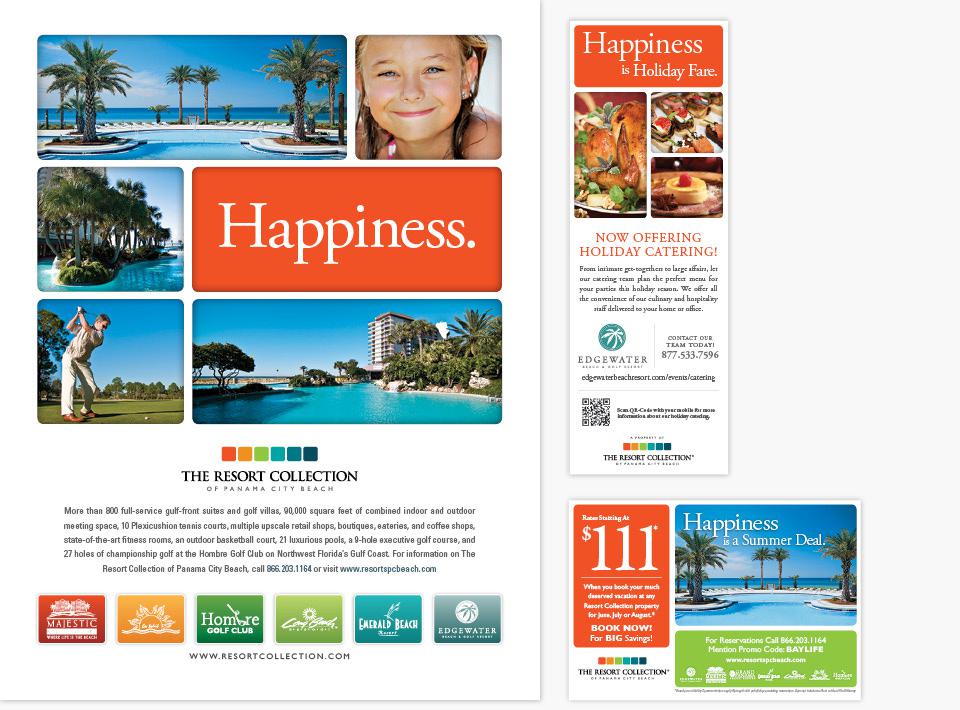 Happiness.
THE RESORT COLLECTION
OF PANAMA CITY BEACH
More than 800 full-service gulf-front suites and golf villas, 90,000 square feet of combined indoor and outdoor
meeting space, 10 Plexicushion tennis courts, multiple upscale retail shops, boutiques, eateries, and coffee shops,
state-of-the-art fitness rooms, an outdoor basketball court, 21 luxurious pools, a 9-hole executive golf course, and
27 holes of championship golf at the Hombre Golf Club on Northwest Florida's Gulf Coast. For information on The
Resort Collection of Panama City Beach, call 866.203.1164 or visit www.resortspcbeach.com
MAJESTIC
WHERE LIFE IS THE BEACH
Hombre
GOLF CLUB
Long Beach
EMERALD BEACH
Resort
EDGEWATER
BEACH & GOLF RESORT
WWW.RESORTCOLLECTION.COM
Happiness
is Holiday Fare.
NOW OFFERING
HOLIDAY CATERING!
From intimate get-togethers to large affairs, let
our catering team plan the perfect menu for
your parties this holiday season. We offer all
the convenience of our culinary and hospitality
staff delivered to your home or office.
EDGEWATER
BEACH & GOLF RESORT
CONTACT OUR
TEAM TODAY!
877.533.7596
edgewaterbeachresort.com/events/catering
Scan QR-Code with your mobile for more
information about our holiday catering.
A PROPERTY OF
THE RESORT COLLECTION®
OF PANAMA CITY BEACH
Rates Starting At
$111*
When you book your much
deserved vacation at any
Resort Collection property
for June, July or August.*
BOOK NOW!
For BIG Savings!
THE RESORT COLLECTION®
OF PANAMA CITY BEACH
Happiness
is a Summer Deal.
For Reservations Call 866.203.1164
Mention Promo Code: BAYLIFE
www.resortspcbeach.com